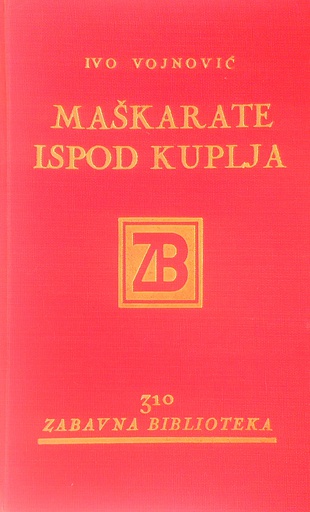 IVO VOJNOVIĆ
MAŠKARATE
ISPOD KUPLJA
ZB
310
ZABAVNA BIBLIOTEKA